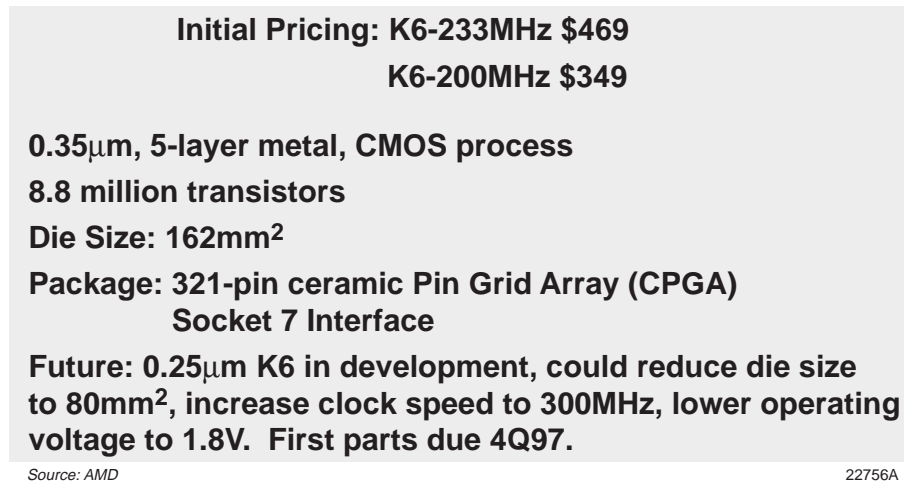 Initial Pricing: K6-233MHz $469
K6-200MHz $349
0.35μm, 5-layer metal, CMOS process
8.8 million transistors
Die Size: 162mm²
Package: 321-pin ceramic Pin Grid Array (CPGA)
Socket 7 Interface
Future: 0.25μm K6 in development, could reduce die size
to 80mm², increase clock speed to 300MHz, lower operating
voltage to 1.8V. First parts due 4Q97.
Source: AMD 22756A